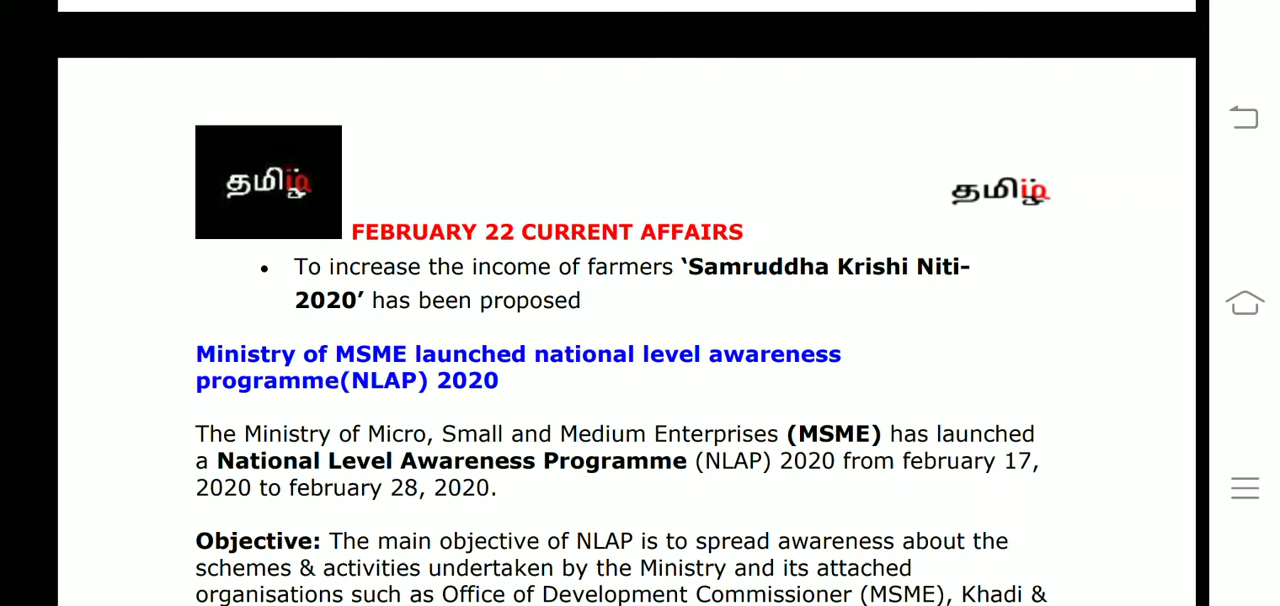 தமிழ்
தமிழ்
FEBRUARY 22 CURRENT AFFAIRS
• To increase the income of farmers ‘Samruddha Krishi Niti-
2020’ has been proposed
Ministry of MSME launched national level awareness
programme(NLAP) 2020
The Ministry of Micro, Small and Medium Enterprises (MSME) has launched
a National Level Awareness Programme (NLAP) 2020 from february 17,
2020 to february 28, 2020.
Objective: The main objective of NLAP is to spread awareness about the
schemes & activities undertaken by the Ministry and its attached
organisations such as Office of Development Commissioner (MSME), Khadi &